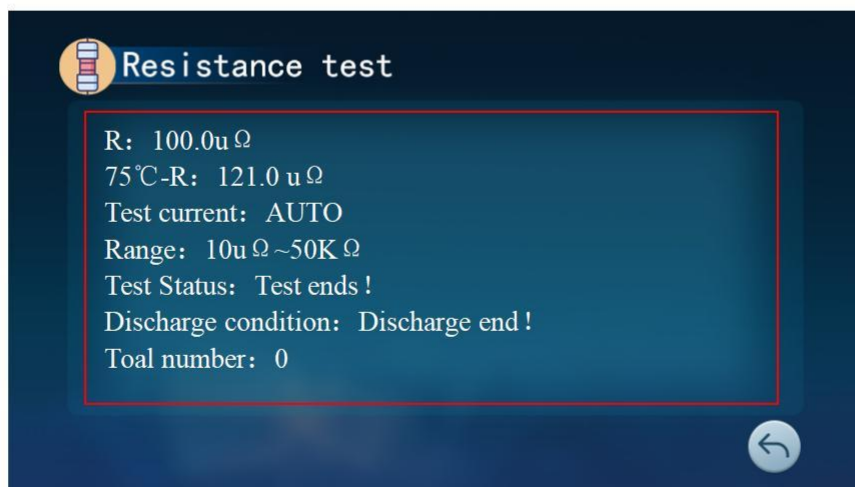 Resistance test
R： 100.0uΩ
75℃-R： 121.0 uΩ
Test current： AUTO
Range： 10uΩ~50KΩ
Test Status： Test ends！
Discharge condition： Discharge end！
Toal number： 0